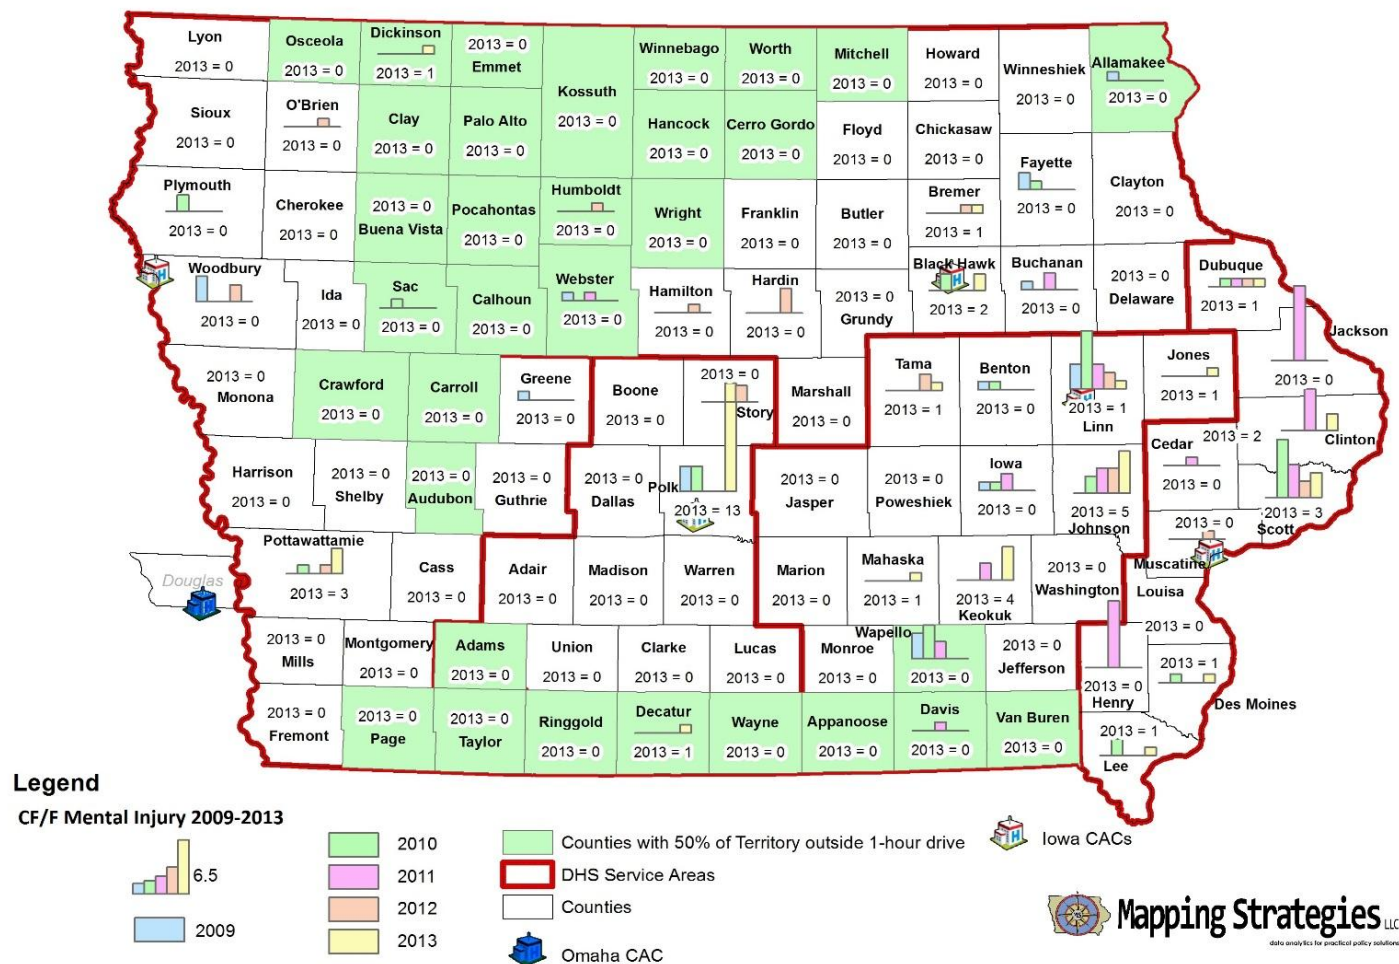 Lyon
2013 = 0
Osceola
2013 = 0
Dickinson
2013 = 1
2013 = 0
Emmet
Kossuth
2013 = 0
Winnebago
2013 = 0
Worth
2013 = 0
Mitchell
2013 = 0
Howard
2013 = 0
Winneshiek
2013 = 0
Allamakee
2013 = 0
Sioux
2013 = 0
O'Brien
2013 = 0
Clay
2013 = 0
Palo Alto
2013 = 0
Hancock
2013 = 0
Cerro Gordo
2013 = 0
Floyd
2013 = 0
Chickasaw
2013 = 0
Fayette
2013 = 0
Clayton
2013 = 0
Plymouth
2013 = 0
Cherokee
2013 = 0
2013 = 0
Buena Vista
Pocahontas
2013 = 0
Humboldt
2013 = 0
Wright
2013 = 0
Franklin
2013 = 0
Butler
2013 = 0
Bremer
2013 = 1
Woodbury
2013 = 0
Ida
2013 = 0
Sac
2013 = 0
Calhoun
2013 = 0
Webster
2013 = 0
Hamilton
2013 = 0
Hardin
2013 = 0
2013 = 0
Grundy
Black Hawk
2013 = 2
Buchanan
2013 = 0
2013 = 0
Delaware
Dubuque
2013 = 1
Jackson
2013 = 0
2013 = 0
Monona
Crawford
2013 = 0
Carroll
2013 = 0
Greene
2013 = 0
Boone
2013 = 0
2013 = 0
Story
Marshall
2013 = 0
Tama
2013 = 1
Benton
2013 = 0
2013 = 1
Linn
Jones
2013 = 1
Clinton
2013 = 2
Cedar
2013 = 0
Harrison
2013 = 0
2013 = 0
Shelby
2013 = 0
Audubon
2013 = 0
Guthrie
2013 = 0
Dallas
Polk
2013 = 13
2013 = 0
Jasper
2013 = 0
Poweshiek
Iowa
2013 = 0
2013 = 5
Johnson
2013 = 3
Scott
2013 = 0
Muscatine
Pottawattamie
2013 = 3
Douglas
Cass
2013 = 0
Adair
2013 = 0
Madison
2013 = 0
Warren
2013 = 0
Marion
2013 = 0
Mahaska
2013 = 1
2013 = 4
Keokuk
2013 = 0
Washington
Louisa
2013 = 0
2013 = 0
Mills
Montgomery
2013 = 0
Adams
2013 = 0
Union
2013 = 0
Clarke
2013 = 0
Lucas
2013 = 0
Monroe
2013 = 0
Wapello
2013 = 0
2013 = 0
Jefferson
2013 = 0
Henry
2013 = 1
Des Moines
2013 = 0
Fremont
2013 = 0
Page
2013 = 0
Taylor
Ringgold
2013 = 0
Decatur
2013 = 1
Wayne
2013 = 0
Appanoose
2013 = 0
Davis
2013 = 0
Van Buren
2013 = 0
2013 = 1
Lee
Legend
CF/F Mental Injury 2009-2013
6.5
2009
2010
2011
2012
2013
Counties with 50% of Territory outside 1-hour drive
DHS Service Areas
Counties
Omaha CAC
Iowa CACs
Mapping Strategies LLC
data analytics for practical policy solutions